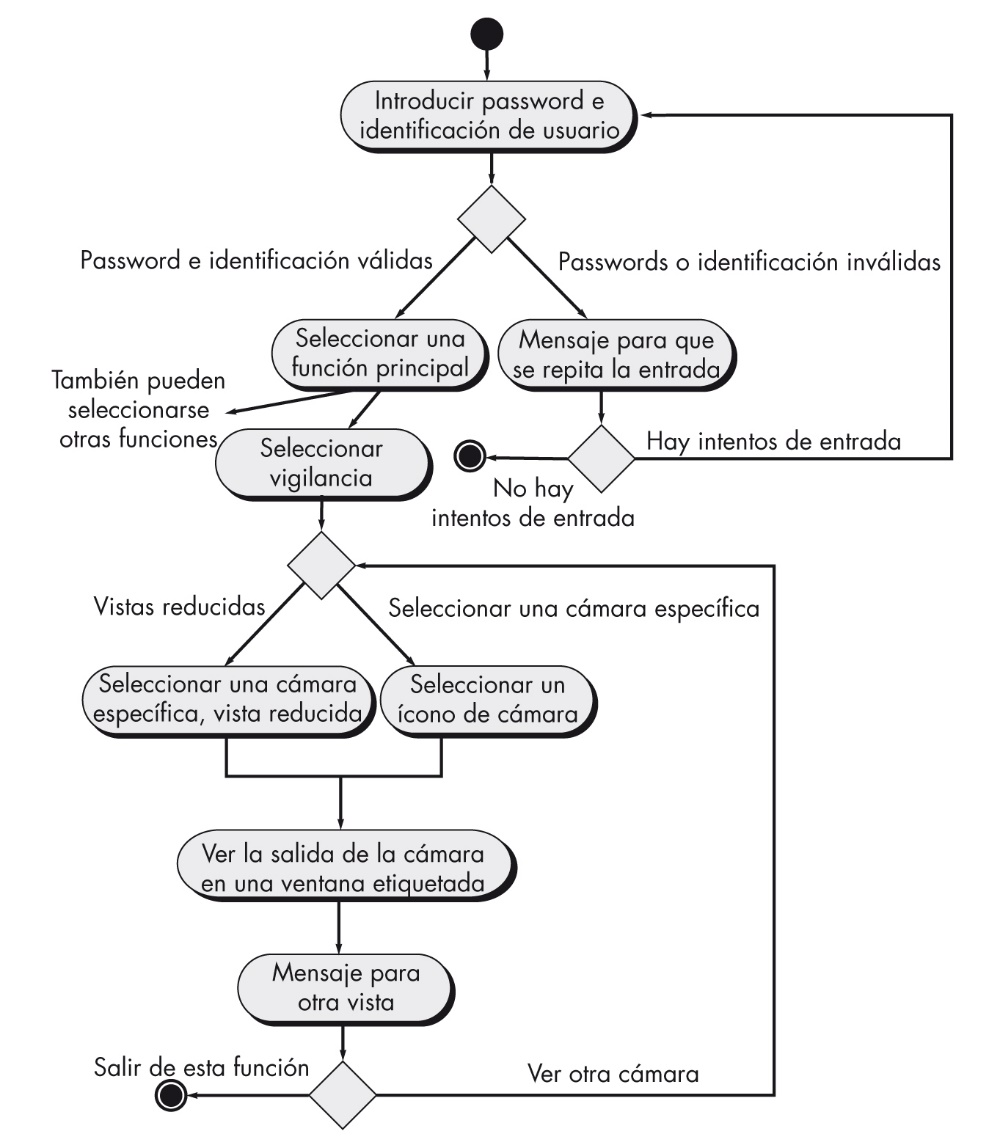 Introducir password e
identificación de usuario
Password e identificación válidas
Passwords o identificación inválidas
Seleccionar una
función principal
Mensaje para que
se repita la entrada
También pueden
seleccionarse
otras funciones
Seleccionar
vigilancia
Hay intentos de entrada
No hay
intentos de entrada
Vistas reducidas
Seleccionar una cámara específica
Seleccionar una cámara
específica, vista reducida
Seleccionar un
ícono de cámara
Ver la salida de la cámara
en una ventana etiquetada
Mensaje para
otra vista
Salir de esta función
Ver otra cámara